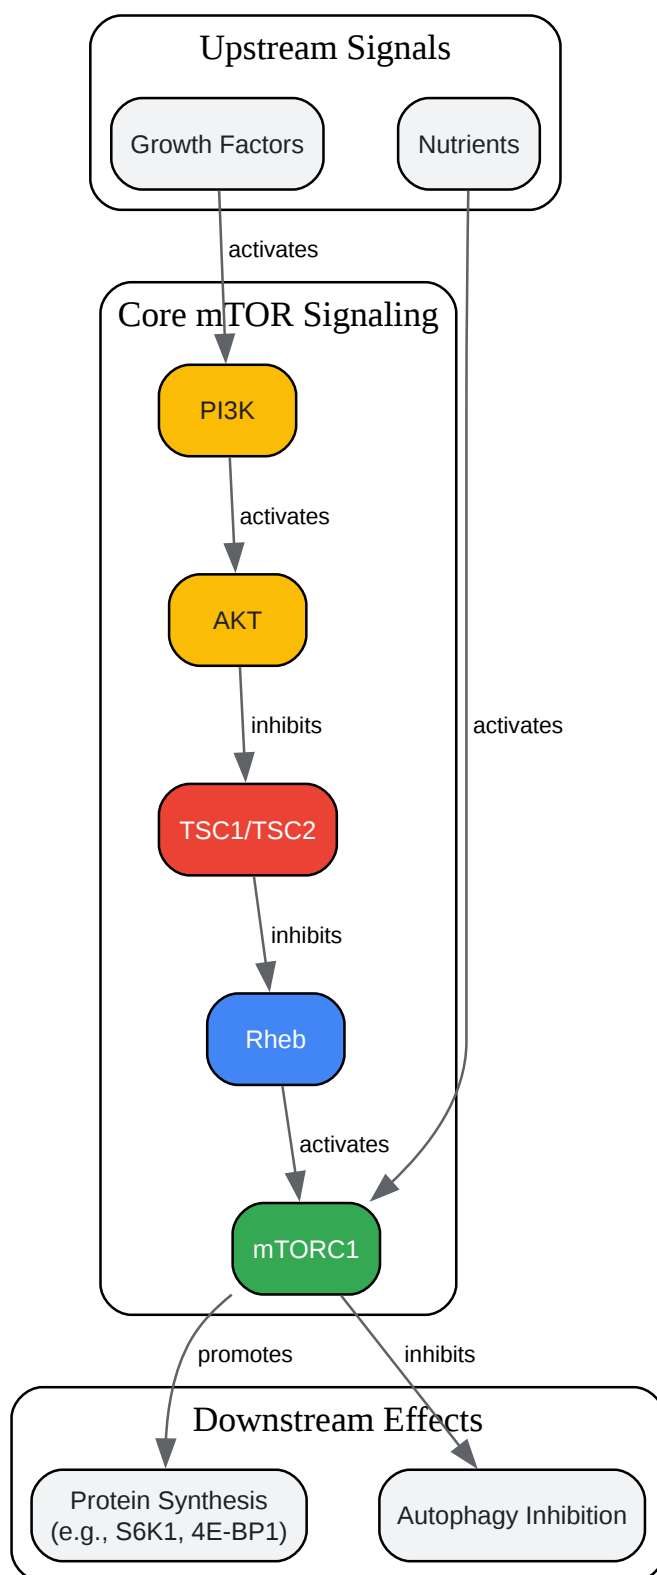 Upstream Signals
Growth Factors
Nutrients
activates
Core mTOR Signaling
PI3K
activates
AKT
inhibits
activates
TSC1/TSC2
inhibits
Rheb
activates
mTORC1
promotes
inhibits
Downstream Effects
Protein Synthesis
(e.g., S6K1, 4E-BP1)
Autophagy Inhibition